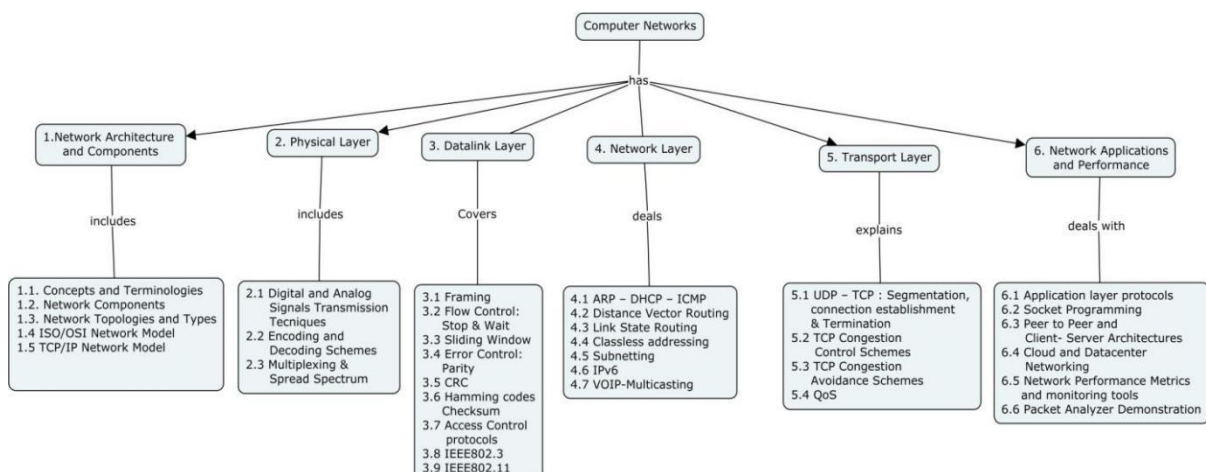 Computer Networks
has
1.Network Architecture
and Components
2. Physical Layer
3. Datalink Layer
4. Network Layer
5. Transport Layer
6. Network Applications
and Performance
includes
includes
Covers
deals
explains
deals with
1.1. Concepts and Terminologies
1.2. Network Components
1.3. Network Topologies and Types
1.4 ISO/OSI Network Model
1.5 TCP/IP Network Model
2.1 Digital and Analog
Signals Transmission
Tecniques
2.2 Encoding and
Decoding Schemes
2.3 Multiplexing &
Spread Spectrum
3.1 Framing
3.2 Flow Control:
Stop & Wait
3.3 Sliding Window
3.4 Error Control:
Parity
3.5 CRC
3.6 Hamming codes
Checksum
3.7 Access Control
protocols
3.8 IEEE802.3
3.9 IEEE802.11
4.1 ARP – DHCP – ICMP
4.2 Distance Vector Routing
4.3 Link State Routing
4.4 Classless addressing
4.5 Subnetting
4.6 IPv6
4.7 VOIP-Multicasting
5.1 UDP – TCP : Segmentation,
connection establishment
& Termination
5.2 TCP Congestion
Control Schemes
5.3 TCP Congestion
Avoidance Schemes
5.4 QoS
6.1 Application layer protocols
6.2 Socket Programming
6.3 Peer to Peer and
Client- Server Architectures
6.4 Cloud and Datacenter
Networking
6.5 Network Performance Metrics
and monitoring tools
6.6 Packet Analyzer Demonstration